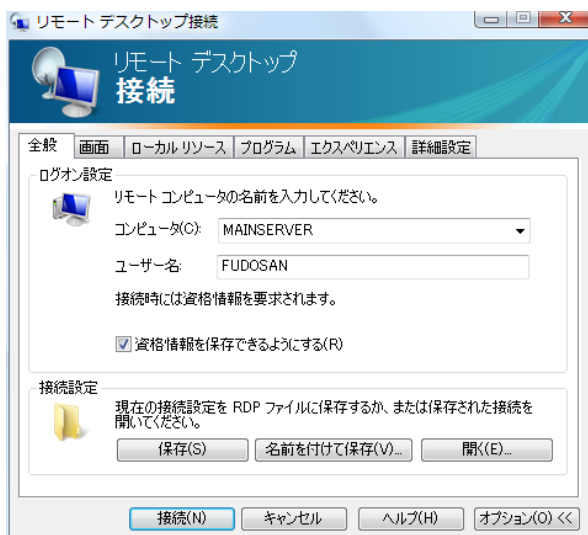 リモート デスクトップ接続
リモート デスクトップ
接続
全般 画面 ローカル リソース プログラム エクスペリエンス 詳細設定
ログオン設定
リモート コンピュータの名前を入力してください。
コンピュータ(C): MAINSERVER
ユーザー名: FUDOSAN
接続時には資格情報を要求されます。
資格情報を保存できるようにする(R)
接続設定
現在の接続設定を RDP ファイルに保存するか、または保存された接続を
開いてください。
保存(S) 名前を付けて保存(V)... 開く(E)...
接続(N) キャンセル ヘルプ(H) オプション(O) <<